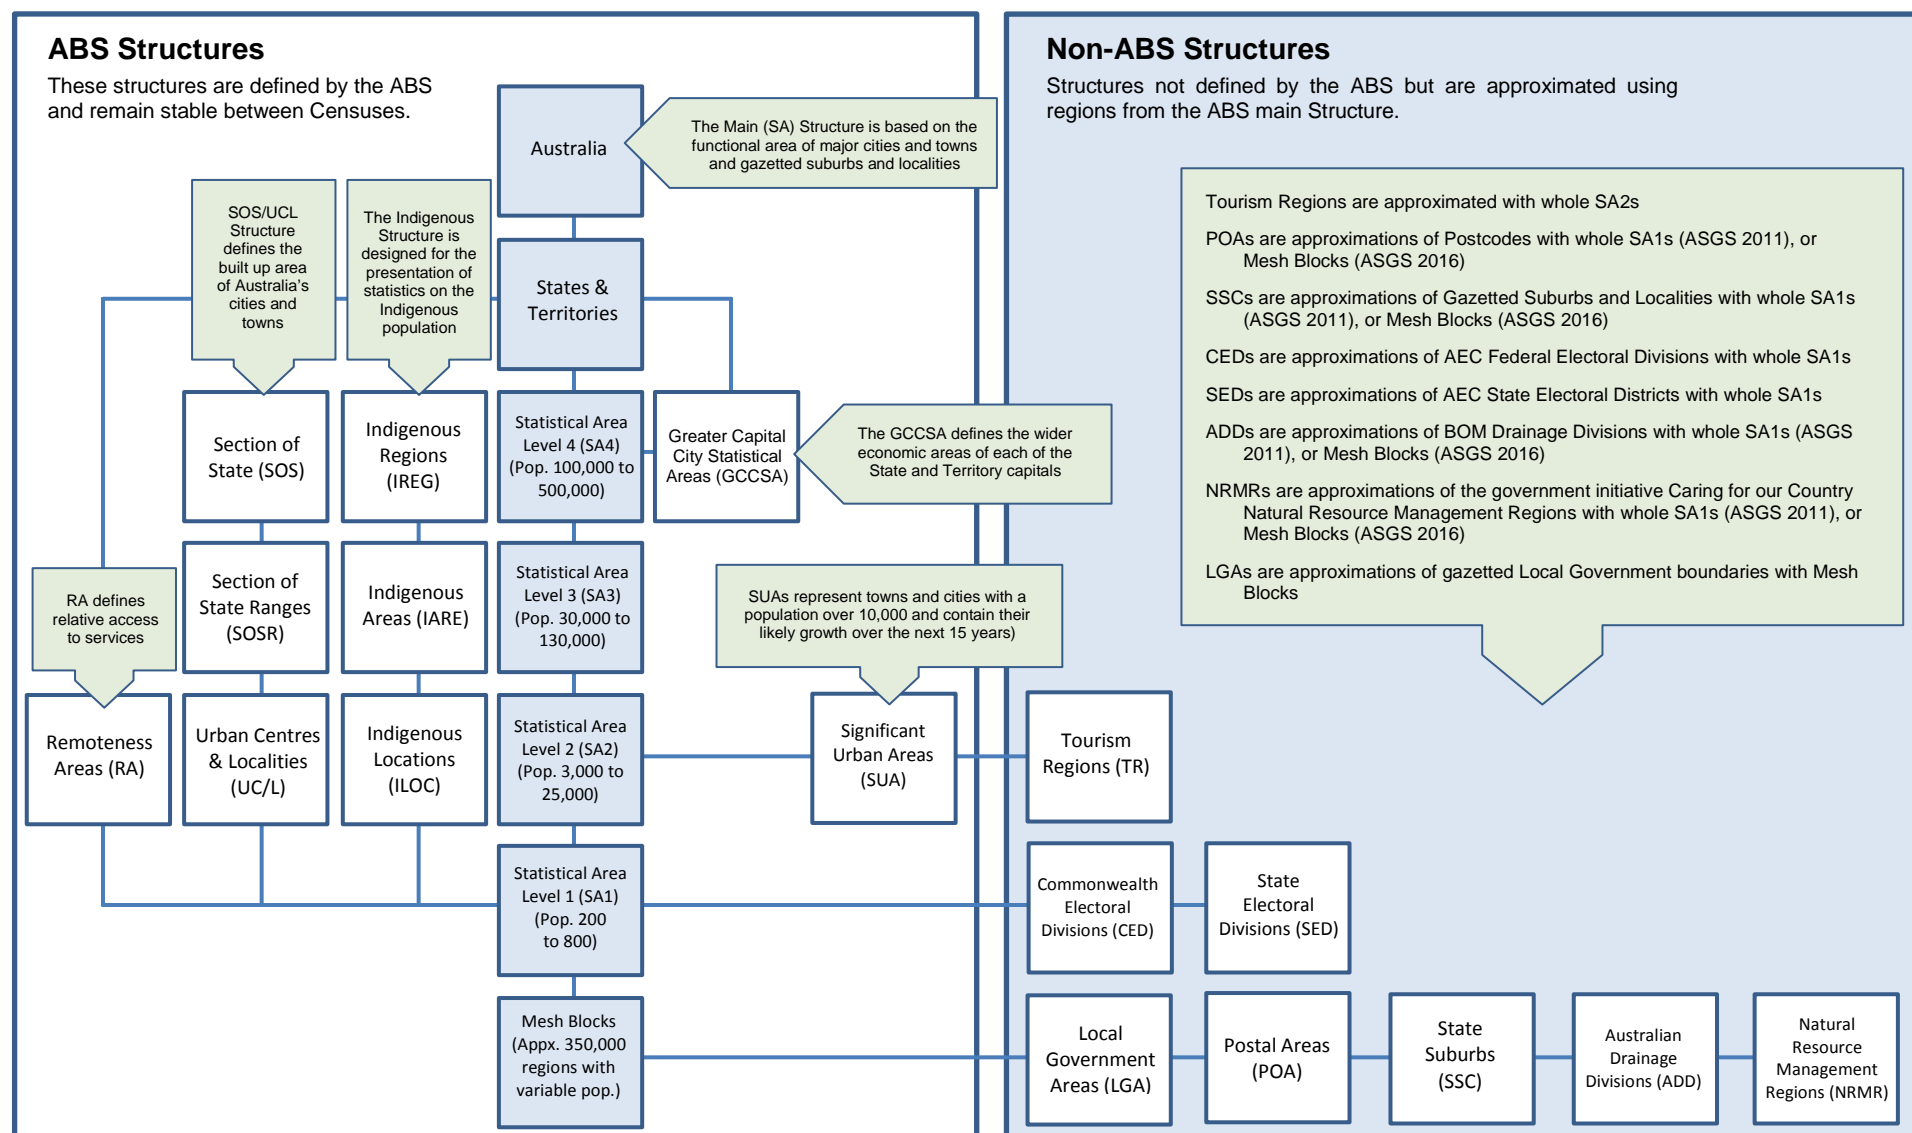 ABS Structures
These structures are defined by the ABS
and remain stable between Censuses.
Australia
The Main (SA) Structure is based on the
functional area of major cities and towns
and gazetted suburbs and localities
SOS/UCL
Structure
defines the
built up area
of Australia's
cities and
towns
The Indigenous
Structure is
designed for the
presentation of
statistics on the
Indigenous
population
States &
Territories
Section of
State (SOS)
Indigenous
Regions
(IREG)
Statistical Area
Level 4 (SA4)
(Pop. 100,000 to
500,000)
Greater Capital
City Statistical
Areas (GCCSA)
The GCCSA defines the wider
economic areas of each of the
State and Territory capitals
RA defines
relative access
to services
Section of
State Ranges
(SOSR)
Indigenous
Areas (IARE)
Statistical Area
Level 3 (SA3)
(Pop. 30,000 to
130,000)
SUAs represent towns and cities with a
population over 10,000 and contain their
likely growth over the next 15 years)
Remoteness
Areas (RA)
Urban Centres
& Localities
(UC/L)
Indigenous
Locations
(ILOC)
Statistical Area
Level 2 (SA2)
(Pop. 3,000 to
25,000)
Significant
Urban Areas
(SUA)
Statistical Area
Level 1 (SA1)
(Pop. 200
to 800)
Mesh Blocks
(Appx. 350,000
regions with
variable pop.)
Non-ABS Structures
Structures not defined by the ABS but are approximated using
regions from the ABS main Structure.
Tourism Regions are approximated with whole SA2s
POAs are approximations of Postcodes with whole SA1s (ASGS 2011), or
Mesh Blocks (ASGS 2016)
SSCs are approximations of Gazetted Suburbs and Localities with whole SA1s
(ASGS 2011), or Mesh Blocks (ASGS 2016)
CEDs are approximations of AEC Federal Electoral Divisions with whole SA1s
SEDs are approximations of AEC State Electoral Districts with whole SA1s
ADDs are approximations of BOM Drainage Divisions with whole SA1s (ASGS
2011), or Mesh Blocks (ASGS 2016)
NRMRs are approximations of the government initiative Caring for our Country
Natural Resource Management Regions with whole SA1s (ASGS 2011), or
Mesh Blocks (ASGS 2016)
LGAs are approximations of gazetted Local Government boundaries with Mesh
Blocks
Tourism
Regions (TR)
Commonwealth
Electoral
Divisions (CED)
State
Electoral
Divisions (SED)
Local
Government
Areas (LGA)
Postal Areas
(POA)
State
Suburbs
(SSC)
Australian
Drainage
Divisions (ADD)
Natural
Resource
Management
Regions (NRMR)